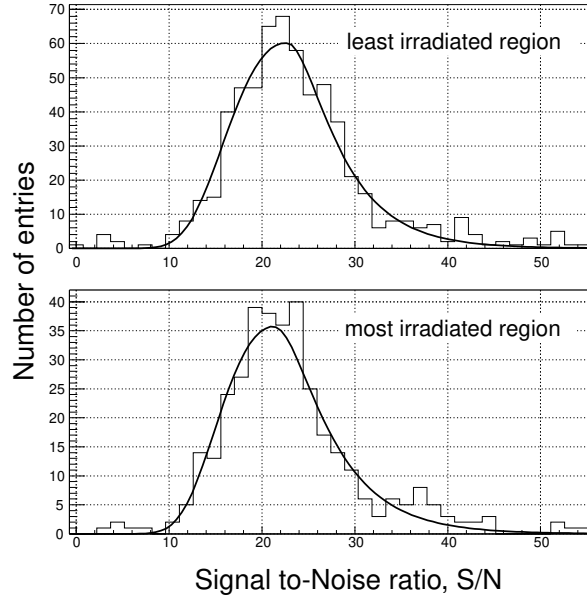 70
60
50
40
30
20
10
0
0 10 20 30 40 50
least irradiated region
Number of entries
40
35
30
25
20
15
10
5
0
0 10 20 30 40 50
most irradiated region
Signal to-Noise ratio, S/N